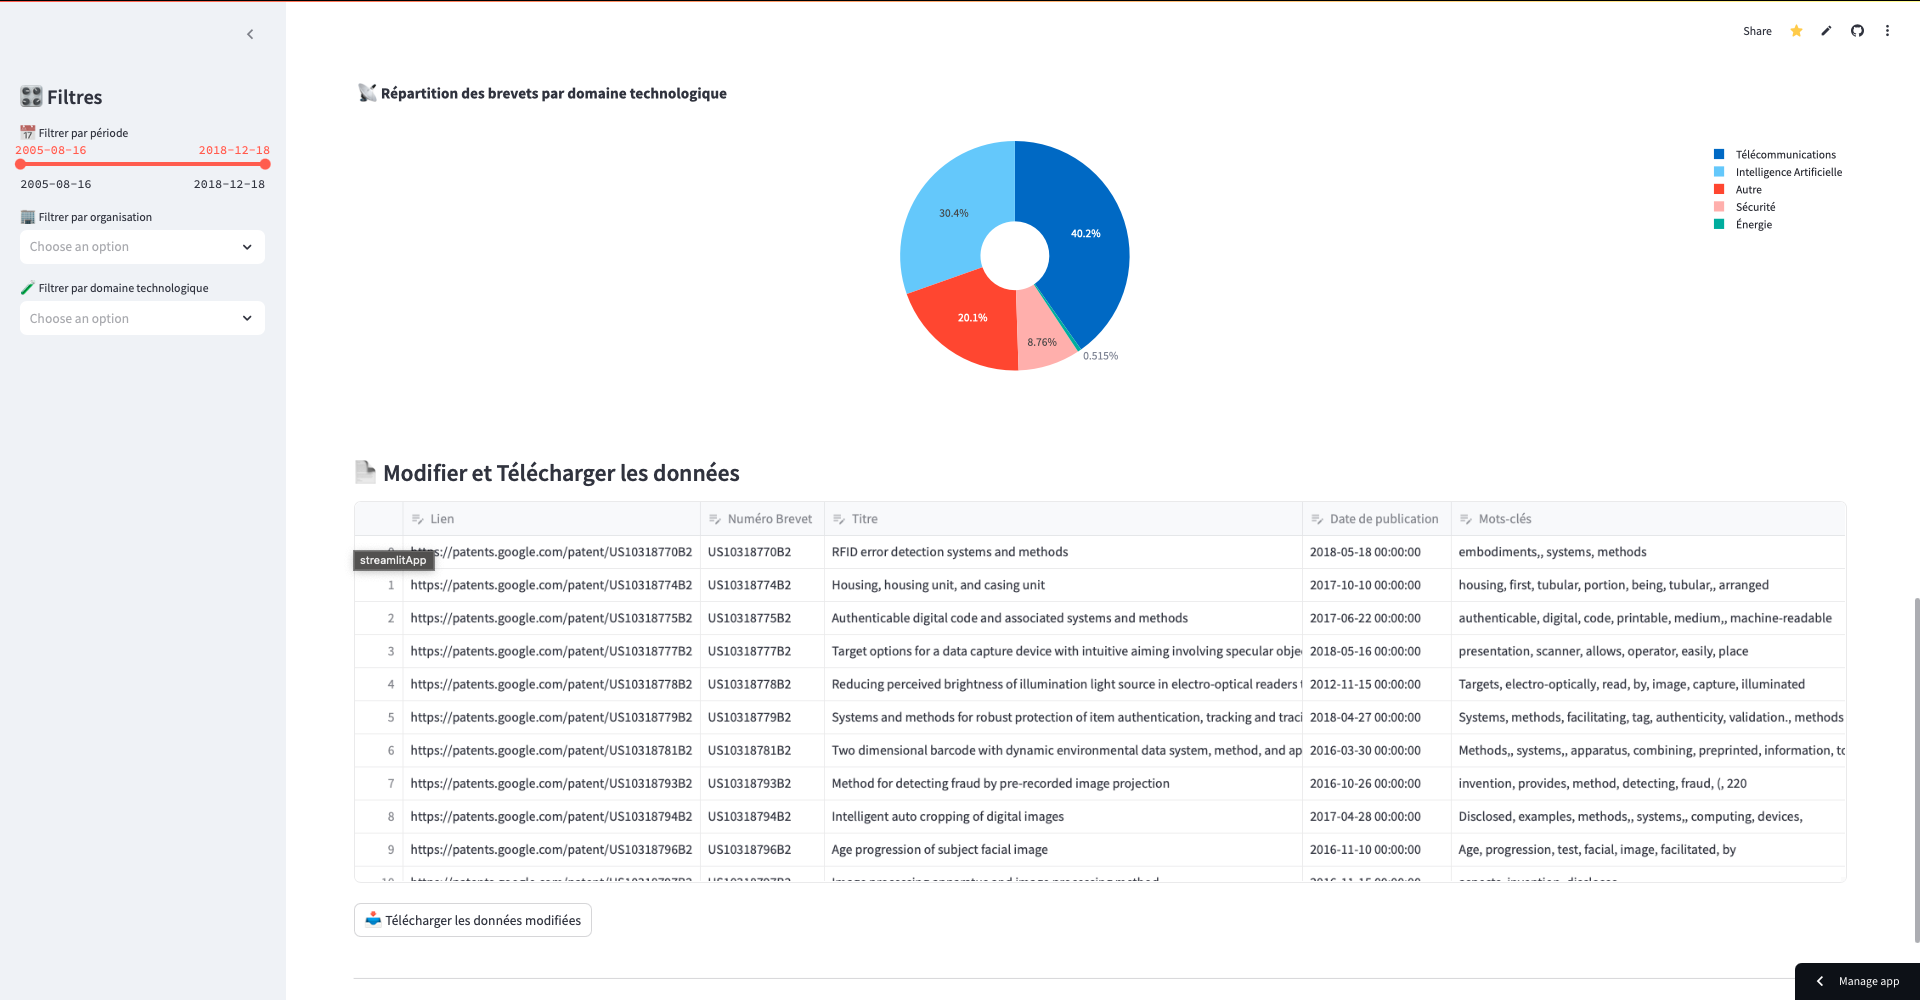 Share
Filtres
Filtrer par période
2005-08-16 2018-12-18
2005-08-16 2018-12-18
Filtrer par organisation
Choose an option
Filtrer par domaine technologique
Choose an option
Répartition des brevets par domaine technologique
30.4%
40.2%
20.1%
8.76%
0.515%
Télécommunications
Intelligence Artificielle
Autre
Sécurité
Énergie
Modifier et Télécharger les données
Lien Numéro Brevet Titre Date de publication Mots-clés
https://patents.google.com/patent/US10318770B2 US10318770B2 RFID error detection systems and methods 2018-05-18 00:00:00 embodiments,, systems, methods
streamlitApp
1 https://patents.google.com/patent/US10318774B2 US10318774B2 Housing, housing unit, and casing unit 2017-10-10 00:00:00 housing, first, tubular, portion, being, tubular,, arranged
2 https://patents.google.com/patent/US10318775B2 US10318775B2 Authenticable digital code and associated systems and methods 2017-06-22 00:00:00 authenticable, digital, code, printable, medium,, machine-readable
3 https://patents.google.com/patent/US10318777B2 US10318777B2 Target options for a data capture device with intuitive aiming involving specular obje 2018-05-16 00:00:00 presentation, scanner, allows, operator, easily, place
4 https://patents.google.com/patent/US10318778B2 US10318778B2 Reducing perceived brightness of illumination light source in electro-optical readers 2012-11-15 00:00:00 Targets, electro-optically, read, by, image, capture, illuminated
5 https://patents.google.com/patent/US10318779B2 US10318779B2 Systems and methods for robust protection of item authentication, tracking and traci 2018-04-27 00:00:00 Systems, methods, facilitating, tag, authenticity, validation., methods
6 https://patents.google.com/patent/US10318781B2 US10318781B2 Two dimensional barcode with dynamic environmental data system, method, and ap 2016-03-30 00:00:00 Methods,, systems,, apparatus, combining, preprinted, information, to
7 https://patents.google.com/patent/US10318793B2 US10318793B2 Method for detecting fraud by pre-recorded image projection 2016-10-26 00:00:00 invention, provides, method, detecting, fraud, (, 220
8 https://patents.google.com/patent/US10318794B2 US10318794B2 Intelligent auto cropping of digital images 2017-04-28 00:00:00 Disclosed, examples, methods,, systems,, computing, devices,
9 https://patents.google.com/patent/US10318796B2 US10318796B2 Age progression of subject facial image 2016-11-10 00:00:00 Age, progression, test, facial, image, facilitated, by
Télécharger les données modifiées
Manage app